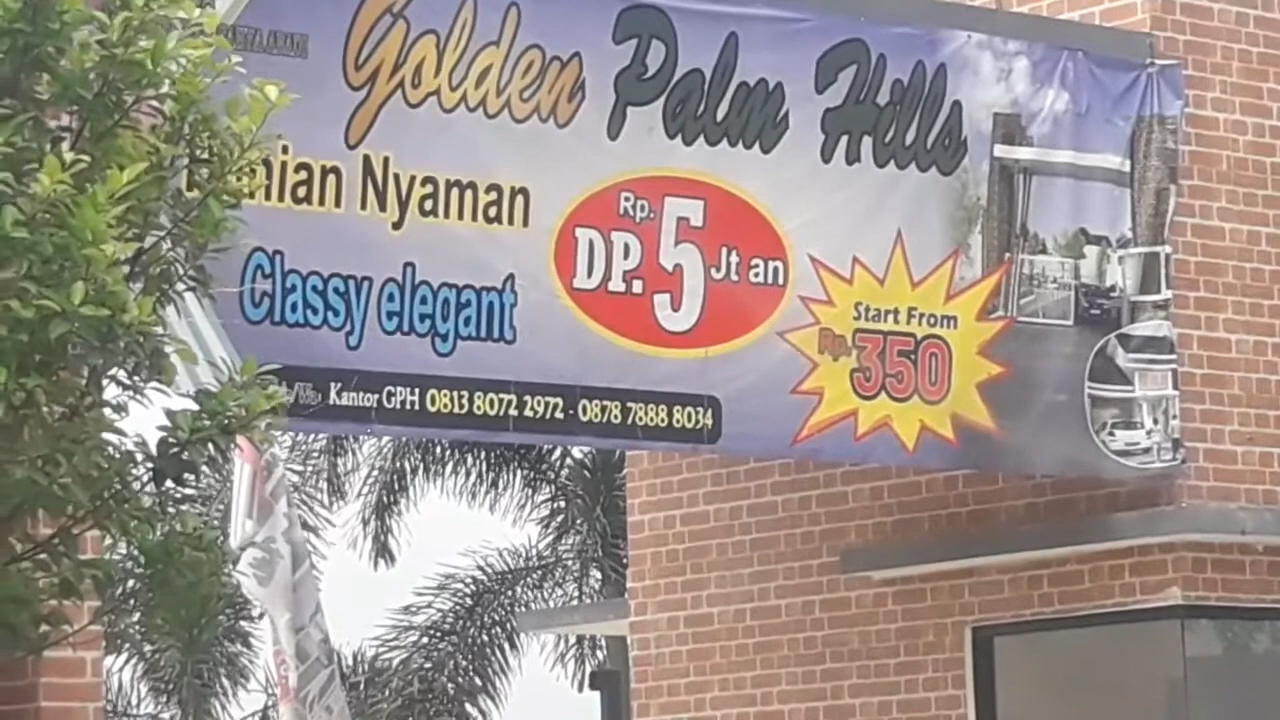 Golden Palm Hills
Nyaman
Rp.
DP. 5 Jt an
Classy elegant
Start From
Rp. 350
Kantor GPH 0813 8072 2972 - 0878 7888 8034